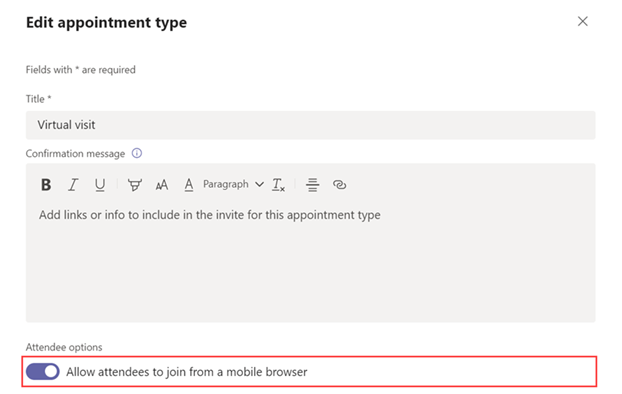 Edit appointment type
Fields with * are required
Title *
Virtual visit
Confirmation message
B I U AA A Paragraph Tx
Add links or info to include in the invite for this appointment type
Attendee options
Allow attendees to join from a mobile browser